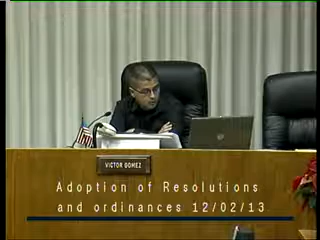 VICTOR GOMEZ
Adoption of Resolutions
and ordinances 12/02/13